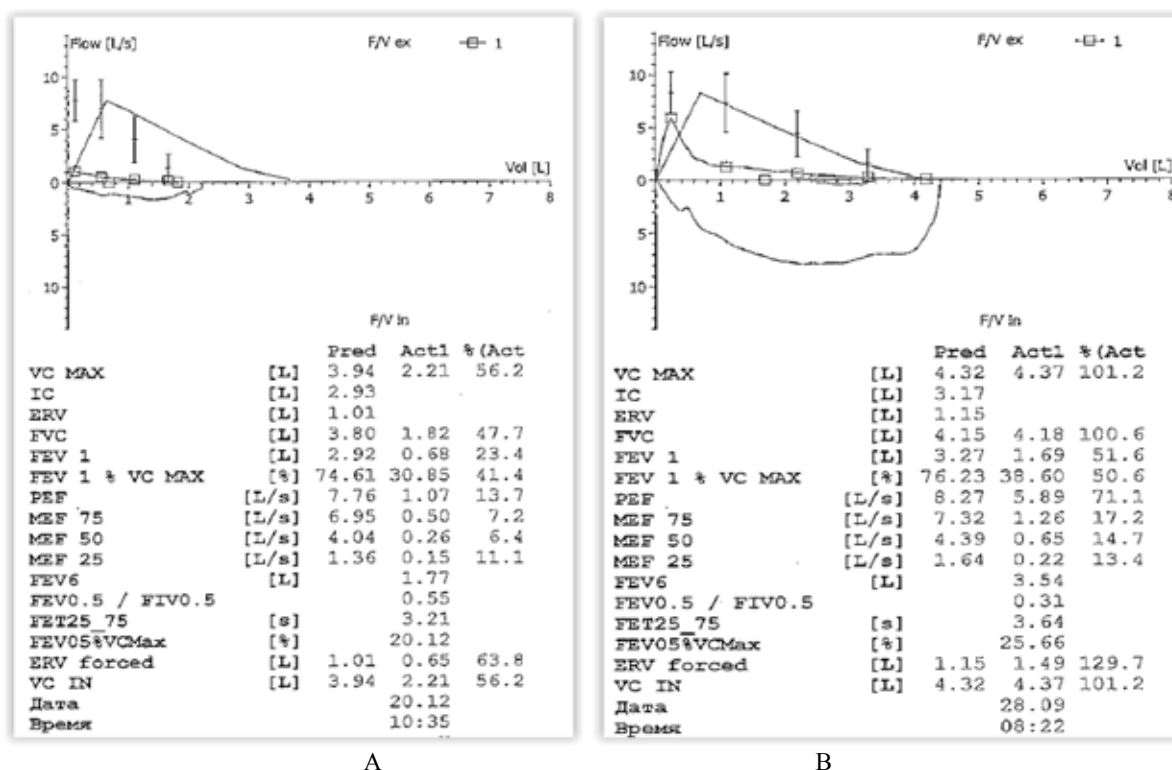 Flow [L/s]
F/V ex
1
10
5
Vol [L]
0
1 2 3 4 5 6 7 8
5
10
F/V in
Pred Act1 % (Act
VC MAX [L] 3.94 2.21 56.2
IC [L] 2.93
ERV [L] 1.01
FVC [L] 3.80 1.82 47.7
FEV 1 [L] 2.92 0.68 23.4
FEV 1 % VC MAX [%] 74.61 30.85 41.4
PEF [L/s] 7.76 1.07 13.7
MEF 75 [L/s] 6.95 0.50 7.2
MEF 50 [L/s] 4.04 0.26 6.4
MEF 25 [L/s] 1.36 0.15 11.1
FEV6 [L] 1.77
FEV0.5 / FIV0.5 0.55
FET25_75 [s] 3.21
FEV05%VCMax [%] 20.12
ERV forced [L] 1.01 0.65 63.8
VC IN [L] 3.94 2.21 56.2
Дата 20.12
Время 10:35
A
Flow [L/s]
F/V ex
1
10
5
Vol [L]
0
1 2 3 4 5 6 7 8
5
10
F/V in
Pred Act1 % (Act
VC MAX [L] 4.32 4.37 101.2
IC [L] 3.17
ERV [L] 1.15
FVC [L] 4.15 4.18 100.6
FEV 1 [L] 3.27 1.69 51.6
FEV 1 % VC MAX [%] 76.23 38.60 50.6
PEF [L/s] 8.27 5.89 71.1
MEF 75 [L/s] 7.32 1.26 17.2
MEF 50 [L/s] 4.39 0.65 14.7
MEF 25 [L/s] 1.64 0.22 13.4
FEV6 [L] 3.54
FEV0.5 / FIV0.5 0.31
FET25_75 [s] 3.64
FEV05%VCMax [%] 25.66
ERV forced [L] 1.15 1.49 129.7
VC IN [L] 4.32 4.37 101.2
Дата 28.09
Время 08:22
B